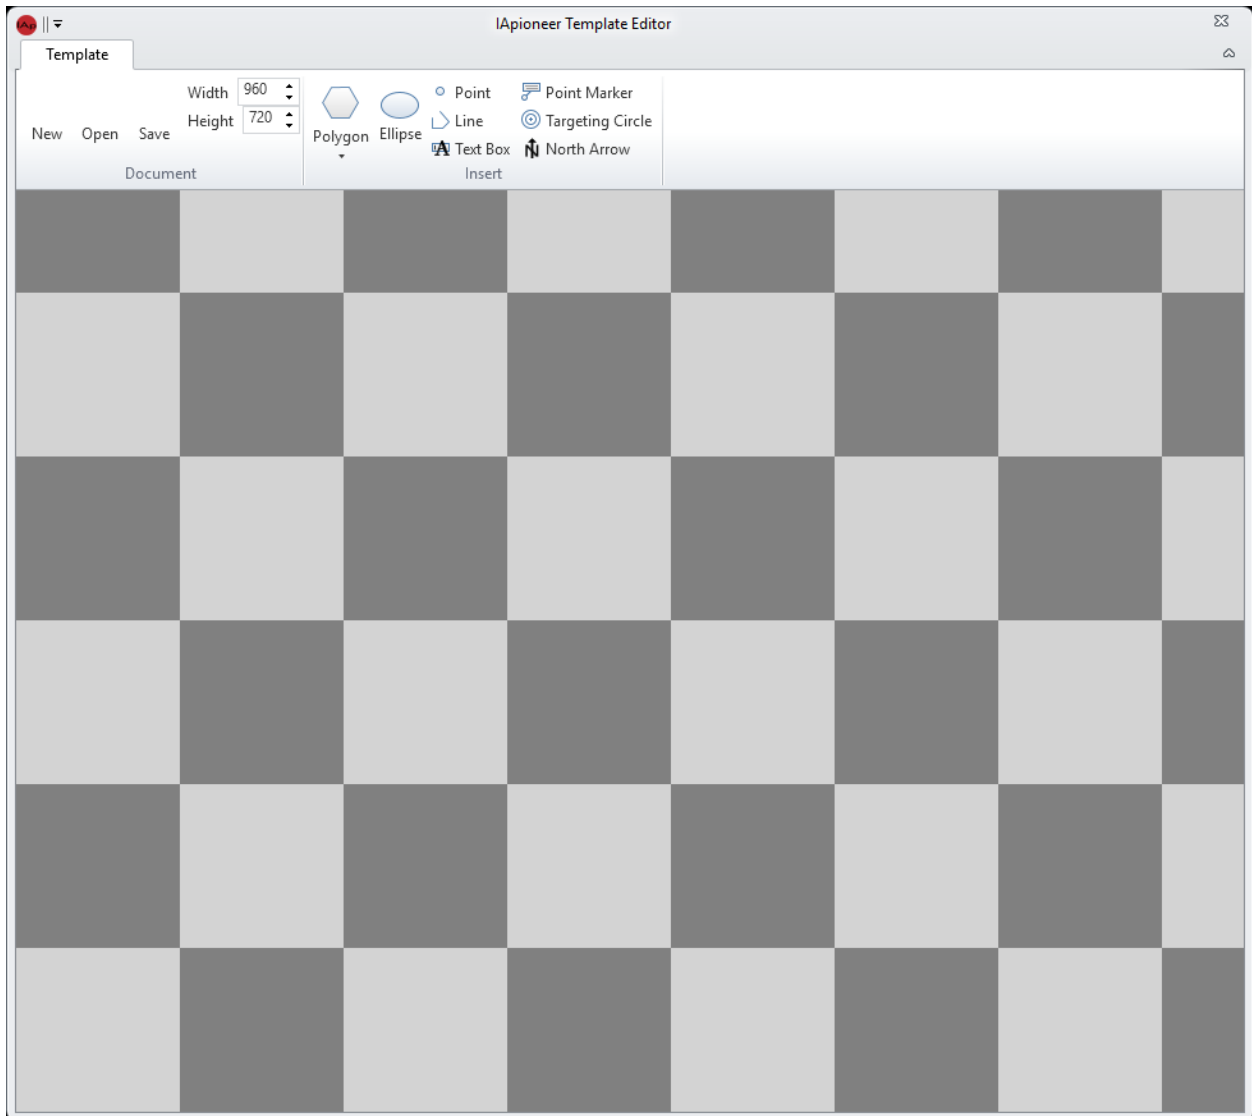 IAp
IApioneer Template Editor
Template
New
Open
Save
Width 960
Height 720
Document
Polygon
Ellipse
Point
Line
Text Box
Point Marker
Targeting Circle
North Arrow
Insert